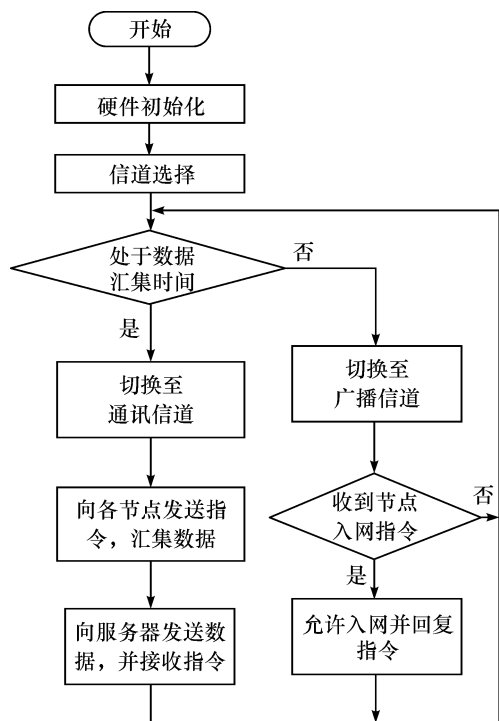 开始
硬件初始化
信道选择
处于数据
汇集时间
否
是
切换至
通讯信道
切换至
广播信道
向各节点发送指
令，汇集数据
收到节点
入网指令
否
是
向服务器发送数
据，并接收指令
允许入网并回复
指令